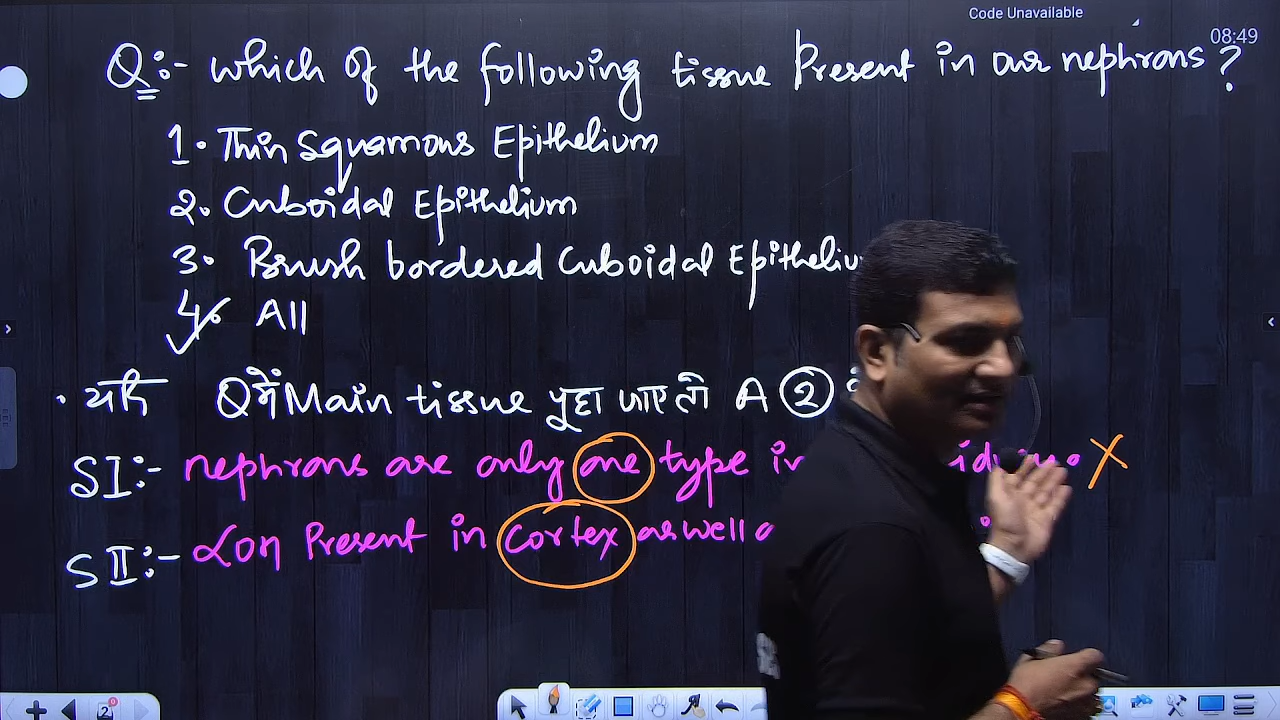 Code Unavailable
08:49
Q:- which of the following tissue Present in our nephrons ?
1. Thin Squamous Epithelium
2. Cuboidal Epithelium
3. Brush bordered Cuboidal Epitheliu
4. All
. यदि Q में Main tissue पूछा जाए तो A ②
SI:- nephrons are only one type in X
SII:- Lon Present in cortex as well a
2